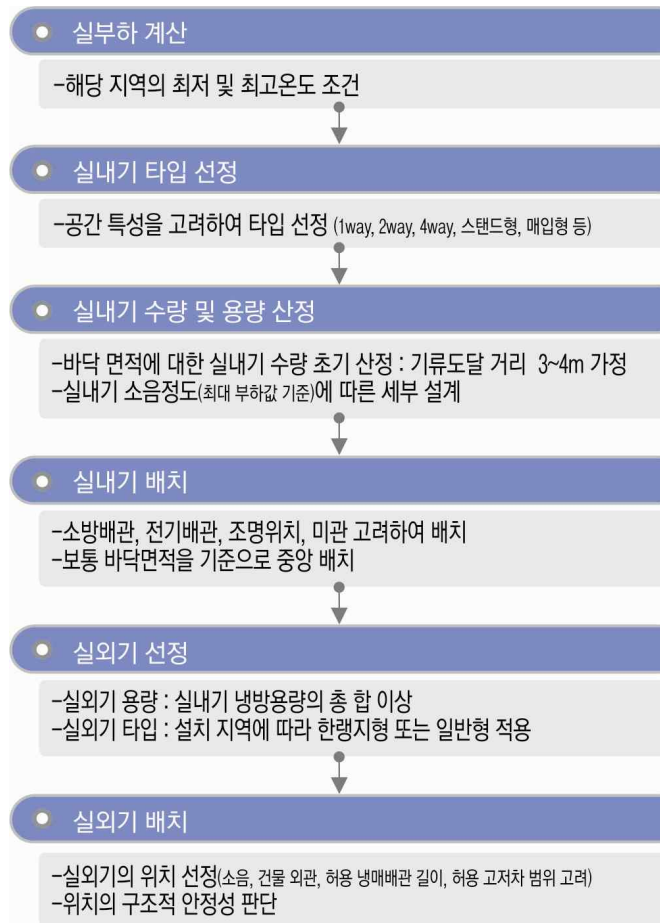 실부하 계산
-해당 지역의 최저 및 최고온도 조건
실내기 타입 선정
-공간 특성을 고려하여 타입 선정 (1way, 2way, 4way, 스탠드형, 매입형 등)
실내기 수량 및 용량 산정
-바닥 면적에 대한 실내기 수량 초기 산정 : 기류도달 거리 3~4m 가정
-실내기 소음정도(최대 부하값 기준)에 따른 세부 설계
실내기 배치
-소방배관, 전기배관, 조명위치, 미관 고려하여 배치
-보통 바닥면적을 기준으로 중앙 배치
실외기 선정
-실외기 용량 : 실내기 냉방용량의 총 합 이상
-실외기 타입 : 설치 지역에 따라 한랭지형 또는 일반형 적용
실외기 배치
-실외기의 위치 선정(소음, 건물 외관, 허용 냉매배관 길이, 허용 고저차 범위 고려)
-위치의 구조적 안정성 판단